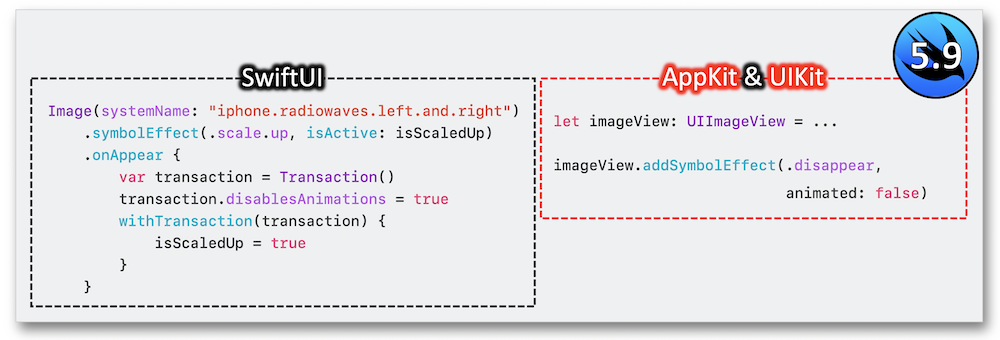 5.9
SwiftUI
Image(systemName: "iphone.radiowaves.left.and.right")
    .symbolEffect(.scale.up, isActive: isScaledUp)
    .onAppear {
        var transaction = Transaction()
        transaction.disablesAnimations = true
        withTransaction(transaction) {
            isScaledUp = true
        }
    }
AppKit & UIKit
let imageView: UIImageView = ...
imageView.addSymbolEffect(.disappear,
                          animated: false)